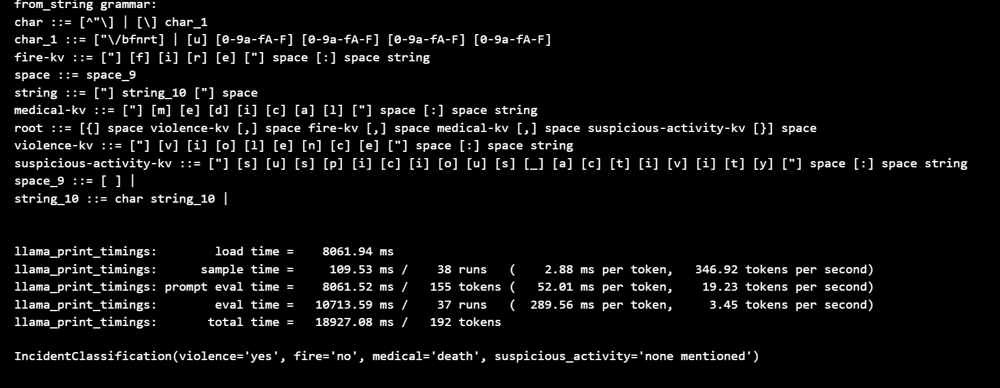 from_string grammar:
char ::= [^"\] | [\] char_1
char_1 ::= ["\/bfnrt] | [u] [0-9a-fA-F] [0-9a-fA-F] [0-9a-fA-F] [0-9a-fA-F]
fire-kv ::= ["] [f] [i] [r] [e] ["] space [:] space string
space ::= space_9
string ::= ["] string_10 ["] space
medical-kv ::= ["] [m] [e] [d] [i] [c] [a] [l] ["] space [:] space string
root ::= [{] space violence-kv [,] space fire-kv [,] space medical-kv [,] space suspicious-activity-kv [}] space
violence-kv ::= ["] [v] [i] [o] [l] [e] [n] [c] [e] ["] space [:] space string
suspicious-activity-kv ::= ["] [s] [u] [s] [p] [i] [c] [i] [o] [u] [s] [_] [a] [c] [t] [i] [v] [i] [t] [y] ["] space [:] space string
space_9 ::= [ ] |
string_10 ::= char string_10 |
llama_print_timings:        load time =    8061.94 ms
llama_print_timings:      sample time =     109.53 ms /    38 runs   (    2.88 ms per token,   346.92 tokens per second)
llama_print_timings: prompt eval time =    8061.52 ms /   155 tokens (   52.01 ms per token,    19.23 tokens per second)
llama_print_timings:        eval time =   10713.59 ms /    37 runs   (  289.56 ms per token,     3.45 tokens per second)
llama_print_timings:       total time =   18927.08 ms /   192 tokens
IncidentClassification(violence='yes', fire='no', medical='death', suspicious_activity='none mentioned')